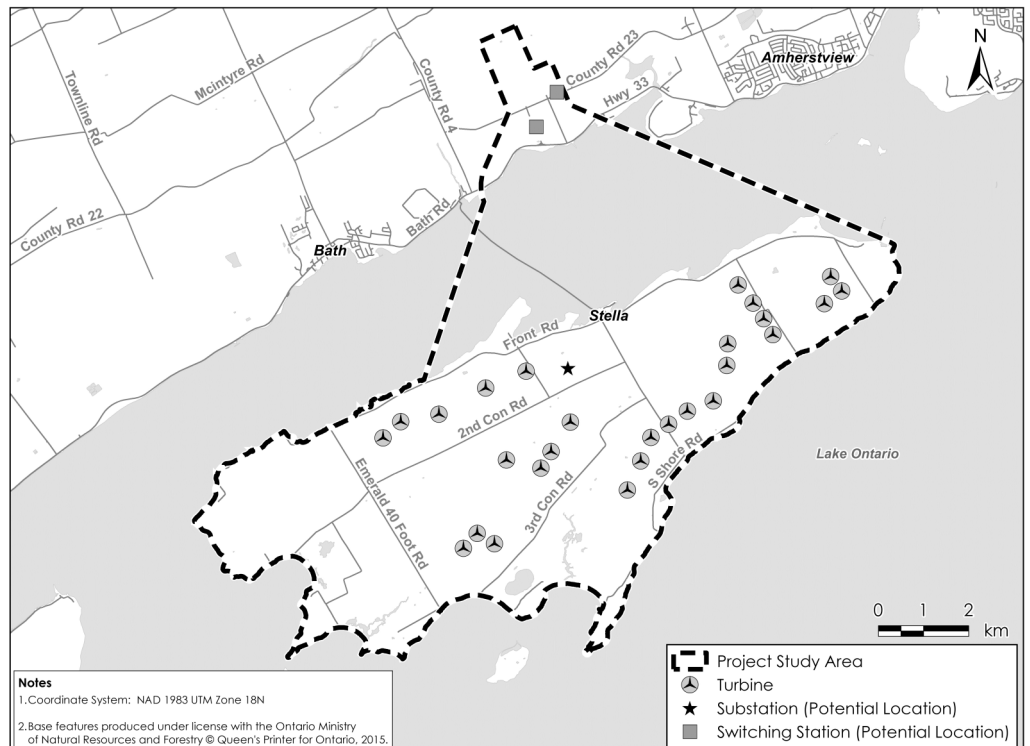 N
Amherstview
County Rd 23
Hwy 33
County Rd 4
Mcintyre Rd
Townline Rd
County Rd 22
Bath Rd
Bath
Stella
Front Rd
2nd Con Rd
Emerald 40 Foot Rd
3rd Con Rd
S Shore Rd
Lake Ontario
0 1 2
km
Notes
1.Coordinate System: NAD 1983 UTM Zone 18N
2.Base features produced under license with the Ontario Ministry
of Natural Resources and Forestry © Queen's Printer for Ontario, 2015.
Project Study Area
Turbine
Substation (Potential Location)
Switching Station (Potential Location)